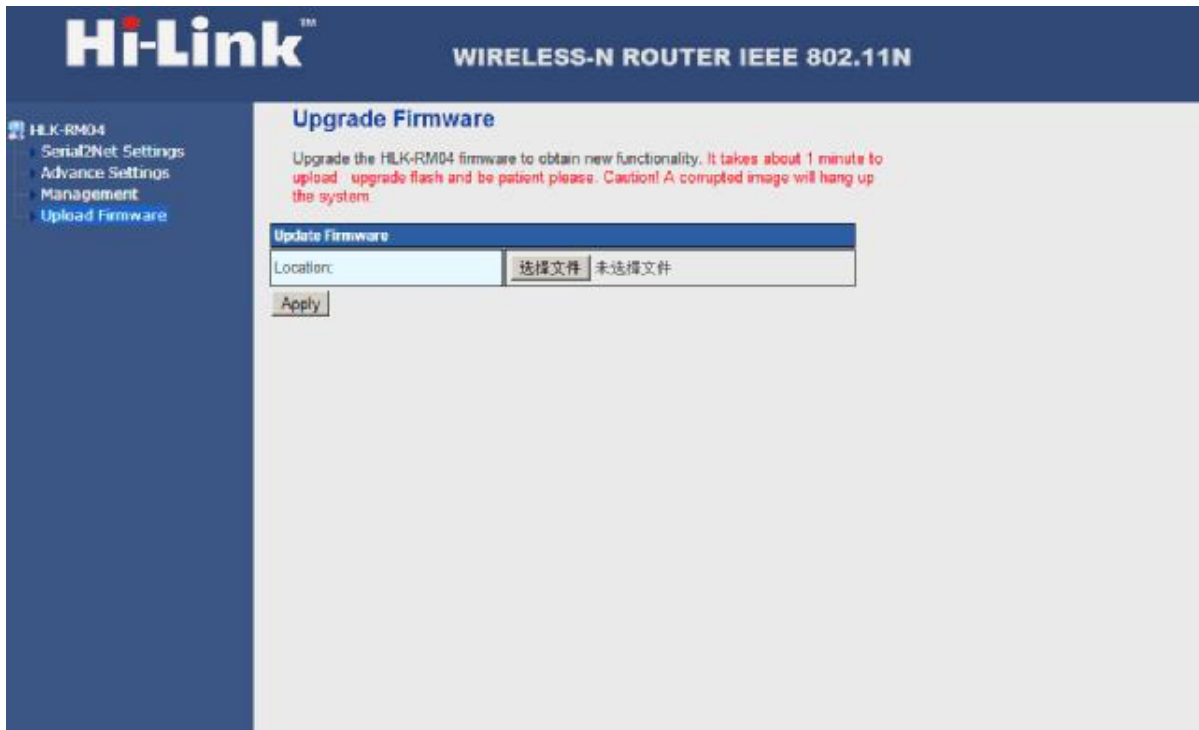 Hi-Link™
WIRELESS-N ROUTER IEEE 802.11N
HLK-RM04
Serial2Net Settings
Advance Settings
Management
Upload Firmware
Upgrade Firmware
Upgrade the HLK-RM04 firmware to obtain new functionality. It takes about 1 minute to
upload upgrade flash and be patient please. Caution! A corrupted image will hang up
the system.
Update Firmware
Location:
选择文件 未选择文件
Apply